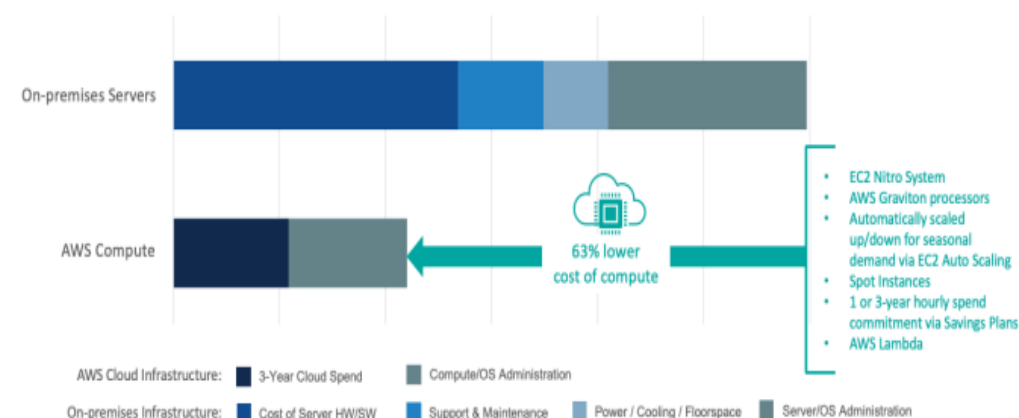 On-premises Servers
AWS Compute
63% lower
cost of compute
• EC2 Nitro System
• AWS Graviton processors
• Automatically scaled
up/down for seasonal
demand via EC2 Auto Scaling
• Spot Instances
• 1 or 3-year hourly spend
commitment via Savings Plans
• AWS Lambda
AWS Cloud Infrastructure: 3-Year Cloud Spend Compute/OS Administration
On-premises Infrastructure: Cost of Server HW/SW Support & Maintenance Power / Cooling / Floorspace Server/OS Administration